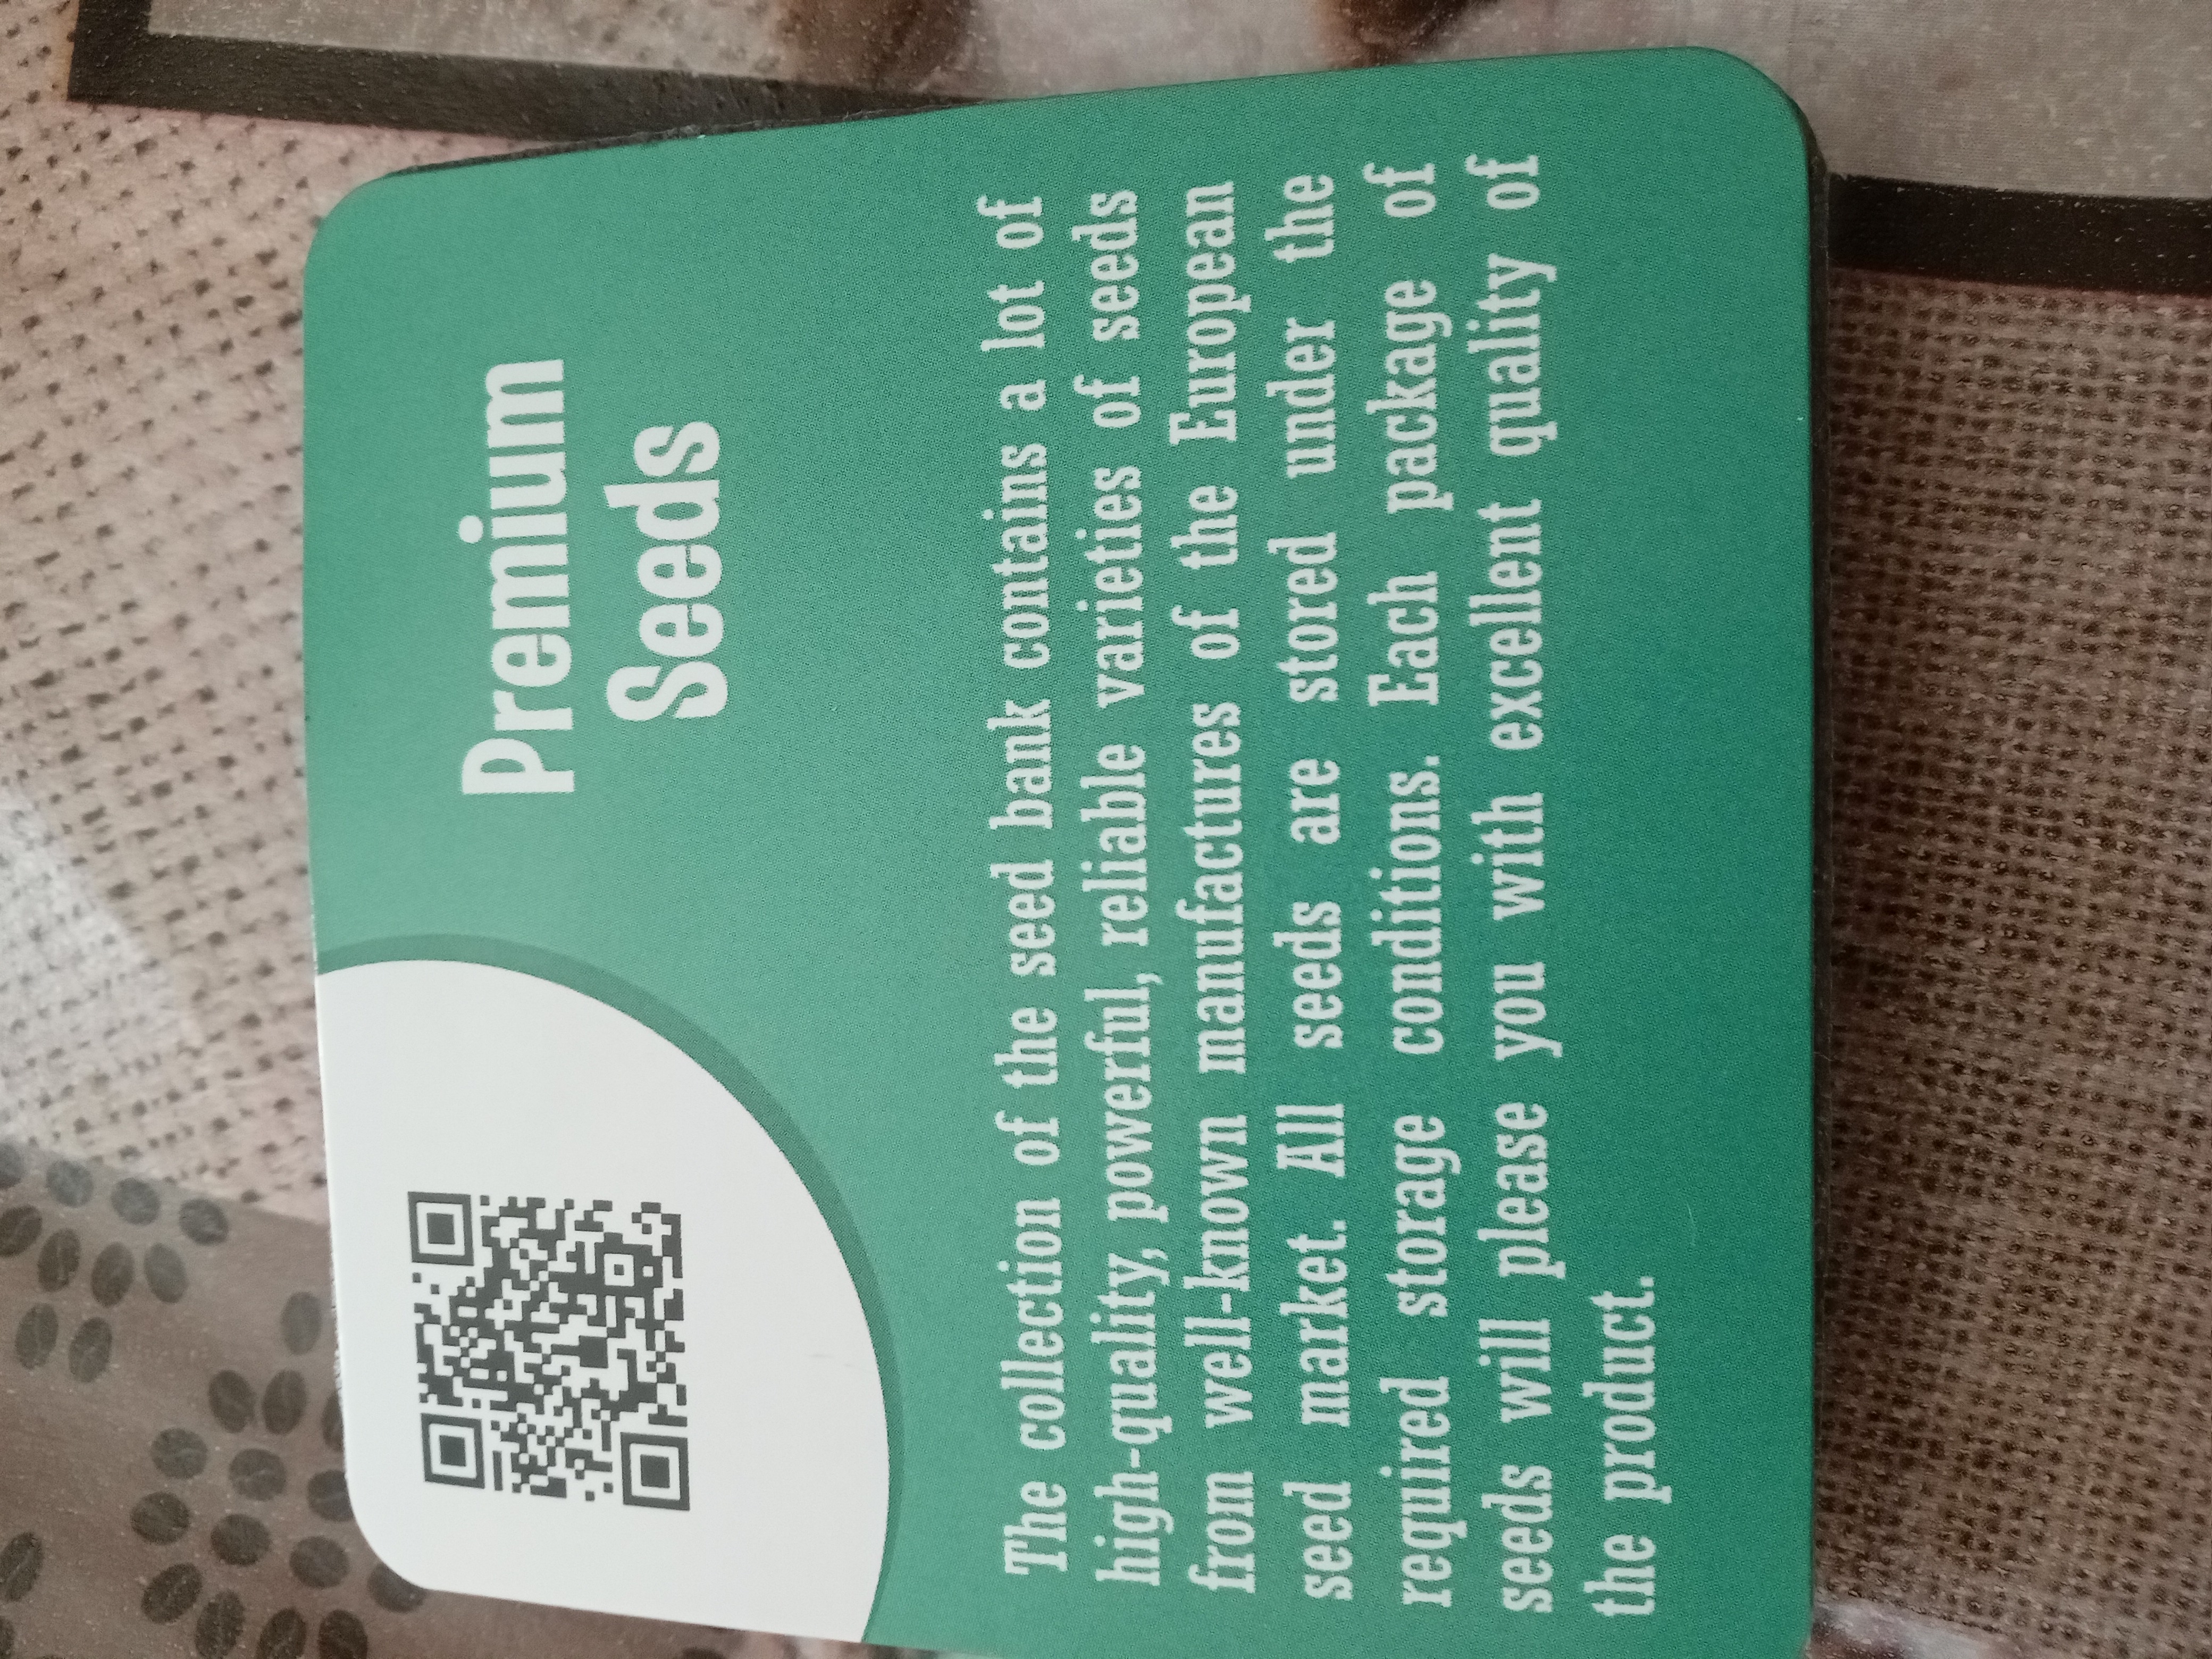 Premium
Seeds
The collection of the seed bank contains a lot of
high-quality, powerful, reliable varieties of seeds
from well-known manufactures of the European
seed market. All seeds are stored under the
required storage conditions. Each package of
seeds will please you with excellent quality of
the product.